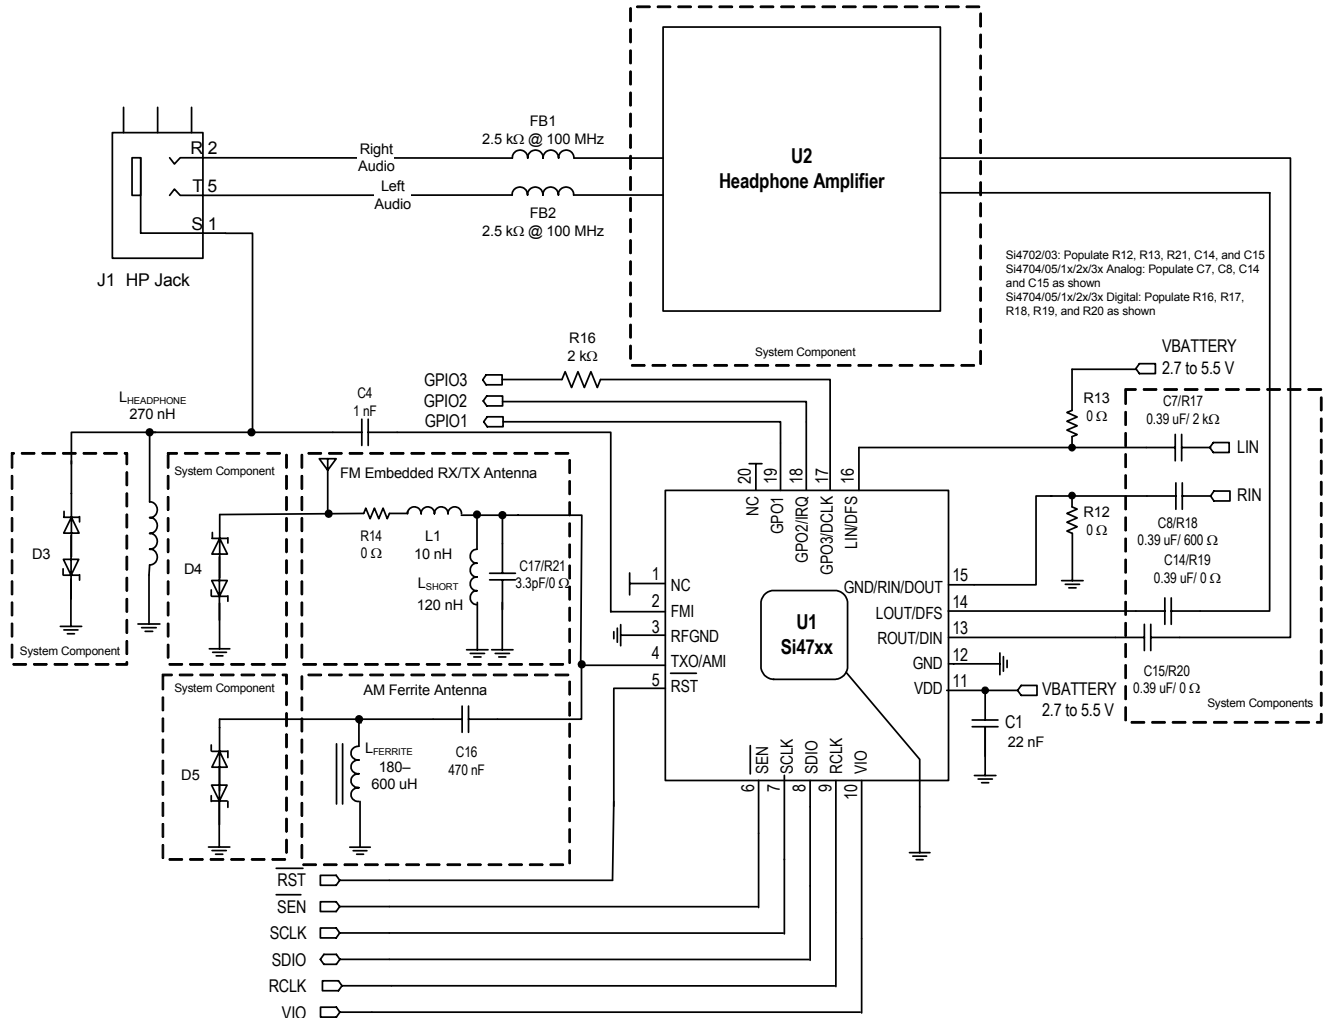 FB1
2.5 kΩ @ 100 MHz
R 2
Right
Audio
U2
Headphone Amplifier
T 5
Left
Audio
FB2
2.5 kΩ @ 100 MHz
S 1
J1 HP Jack
Si4702/03: Populate R12, R13, R21, C14, and C15
Si4704/05/1x/2x/3x Analog: Populate C7, C8, C14
and C15 as shown
Si4704/05/1x/2x/3x Digital: Populate R16, R17,
R18, R19, and R20 as shown
System Component
R16
2 kΩ
GPIO3
GPIO2
GPIO1
VBATTERY
2.7 to 5.5 V
LHEADPHONE
270 nH
C4
1 nF
R13
0 Ω
C7/R17
0.39 uF/ 2 kΩ
LIN
RIN
R12
0 Ω
C8/R18
0.39 uF/ 600 Ω
C14/R19
0.39 uF/ 0 Ω
C15/R20
0.39 uF/ 0 Ω
System Components
System Component
D3
System Component
D4
FM Embedded RX/TX Antenna
R14
0 Ω
L1
10 nH
LSHORT
120 nH
C17/R21
3.3pF/0 Ω
20
19
18
17
16
NC
GPO1
GPO2/IRQ
GPO3/DCLK
LIN/DFS
1
NC
2
FMI
3
RFGND
4
TXO/AMI
5
RST
U1
Si47xx
GND/RIN/DOUT
15
LOUT/DFS
14
ROUT/DIN
13
GND
12
VDD
11
VBATTERY
2.7 to 5.5 V
C1
22 nF
System Component
D5
AM Ferrite Antenna
LFERRITE
180–
600 uH
C16
470 nF
SEN
SCLK
SDIO
RCLK
VIO
6
7
8
9
10
RST
SEN
SCLK
SDIO
RCLK
VIO